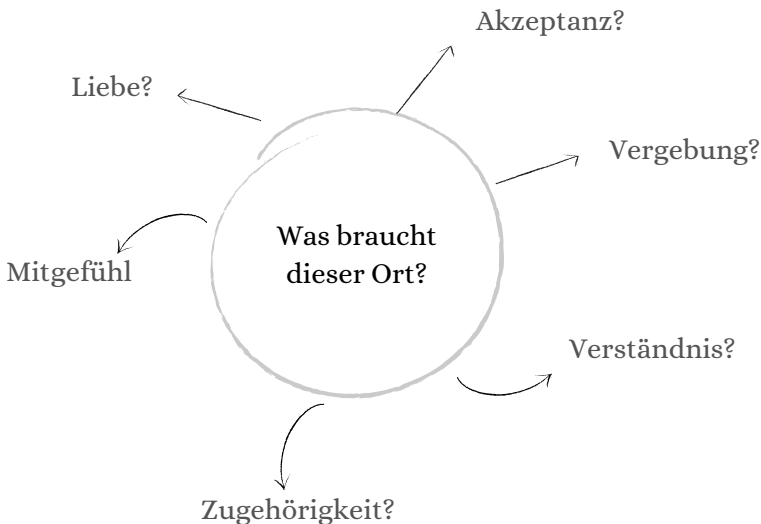 Akzeptanz?
Liebe?
Vergebung?
Was braucht
dieser Ort?
Mitgefühl
Verständnis?
Zugehörigkeit?